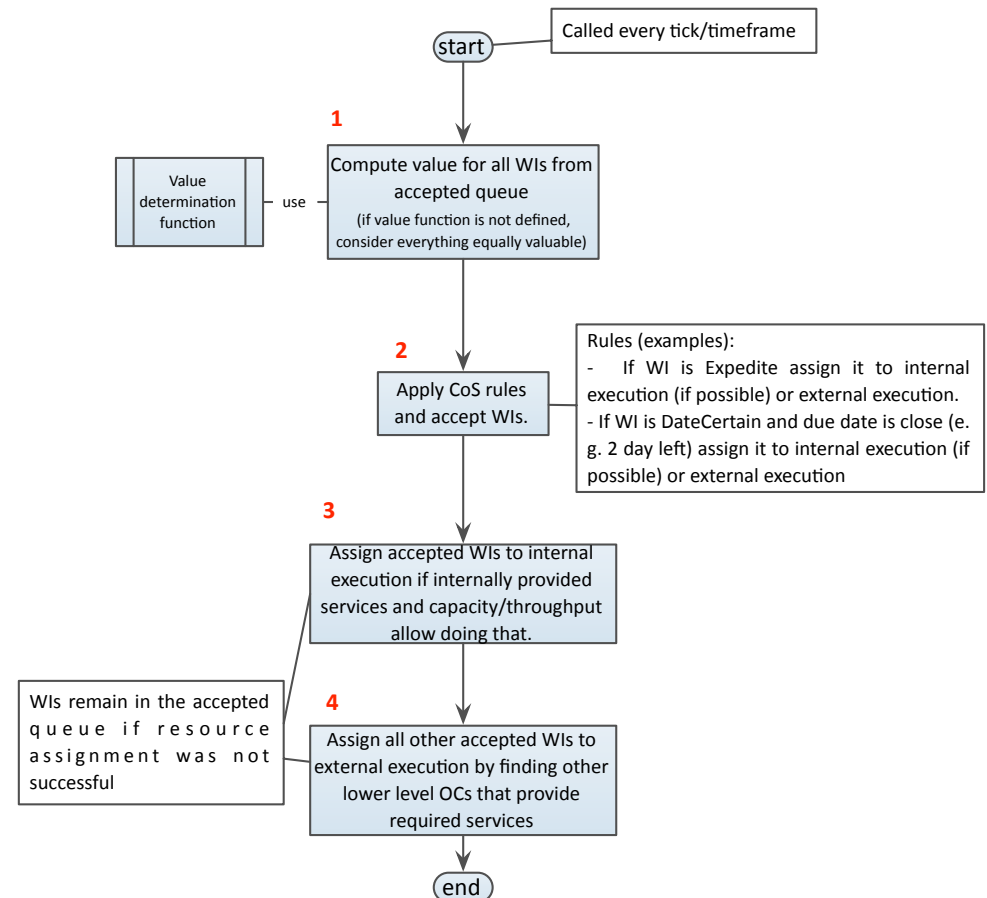 Called every tick/timeframe
start
1
Compute value for all WIs from
accepted queue
(if value function is not defined,
consider everything equally valuable)
Value
determination
function
use
2
Apply CoS rules
and accept WIs.
Rules (examples):
- If WI is Expedite assign it to internal
execution (if possible) or external execution.
- If WI is DateCertain and due date is close (e.
g. 2 day left) assign it to internal execution (if
possible) or external execution
3
Assign accepted WIs to internal
execution if internally provided
services and capacity/throughput
allow doing that.
WIs remain in the accepted
queue if resource
assignment was not
successful
4
Assign all other accepted WIs to
external execution by finding other
lower level OCs that provide
required services
end